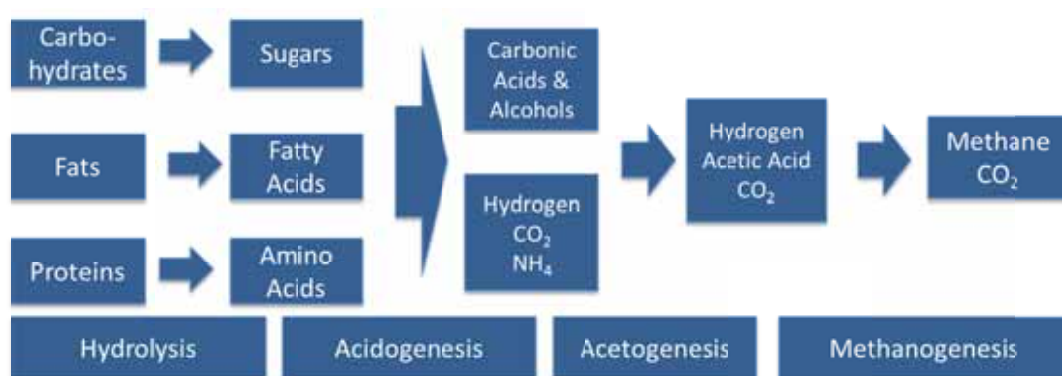 Carbo-
hydrates
Sugars
Fats
Fatty
Acids
Proteins
Amino
Acids
Carbonic
Acids &
Alcohols
Hydrogen
CO₂
NH₄
Hydrogen
Acetic Acid
CO₂
Methane
CO₂
Hydrolysis
Acidogenesis
Acetogenesis
Methanogenesis